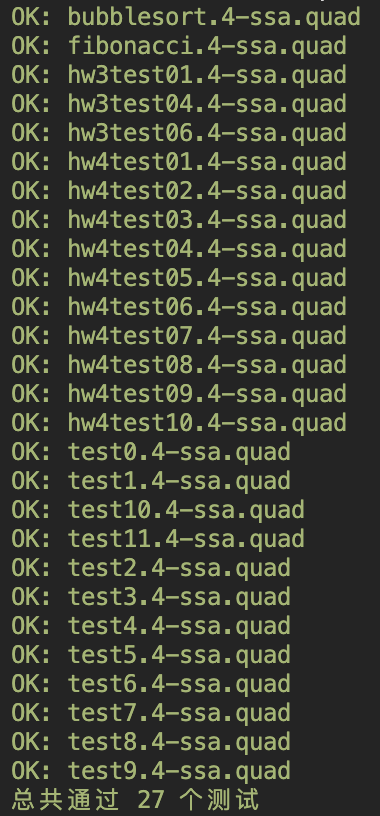 OK: bubblesort.4-ssa.quad
OK: fibonacci.4-ssa.quad
OK: hw3test01.4-ssa.quad
OK: hw3test04.4-ssa.quad
OK: hw3test06.4-ssa.quad
OK: hw4test01.4-ssa.quad
OK: hw4test02.4-ssa.quad
OK: hw4test03.4-ssa.quad
OK: hw4test04.4-ssa.quad
OK: hw4test05.4-ssa.quad
OK: hw4test06.4-ssa.quad
OK: hw4test07.4-ssa.quad
OK: hw4test08.4-ssa.quad
OK: hw4test09.4-ssa.quad
OK: hw4test10.4-ssa.quad
OK: test0.4-ssa.quad
OK: test1.4-ssa.quad
OK: test10.4-ssa.quad
OK: test11.4-ssa.quad
OK: test2.4-ssa.quad
OK: test3.4-ssa.quad
OK: test4.4-ssa.quad
OK: test5.4-ssa.quad
OK: test6.4-ssa.quad
OK: test7.4-ssa.quad
OK: test8.4-ssa.quad
OK: test9.4-ssa.quad
总共通过 27 个测试